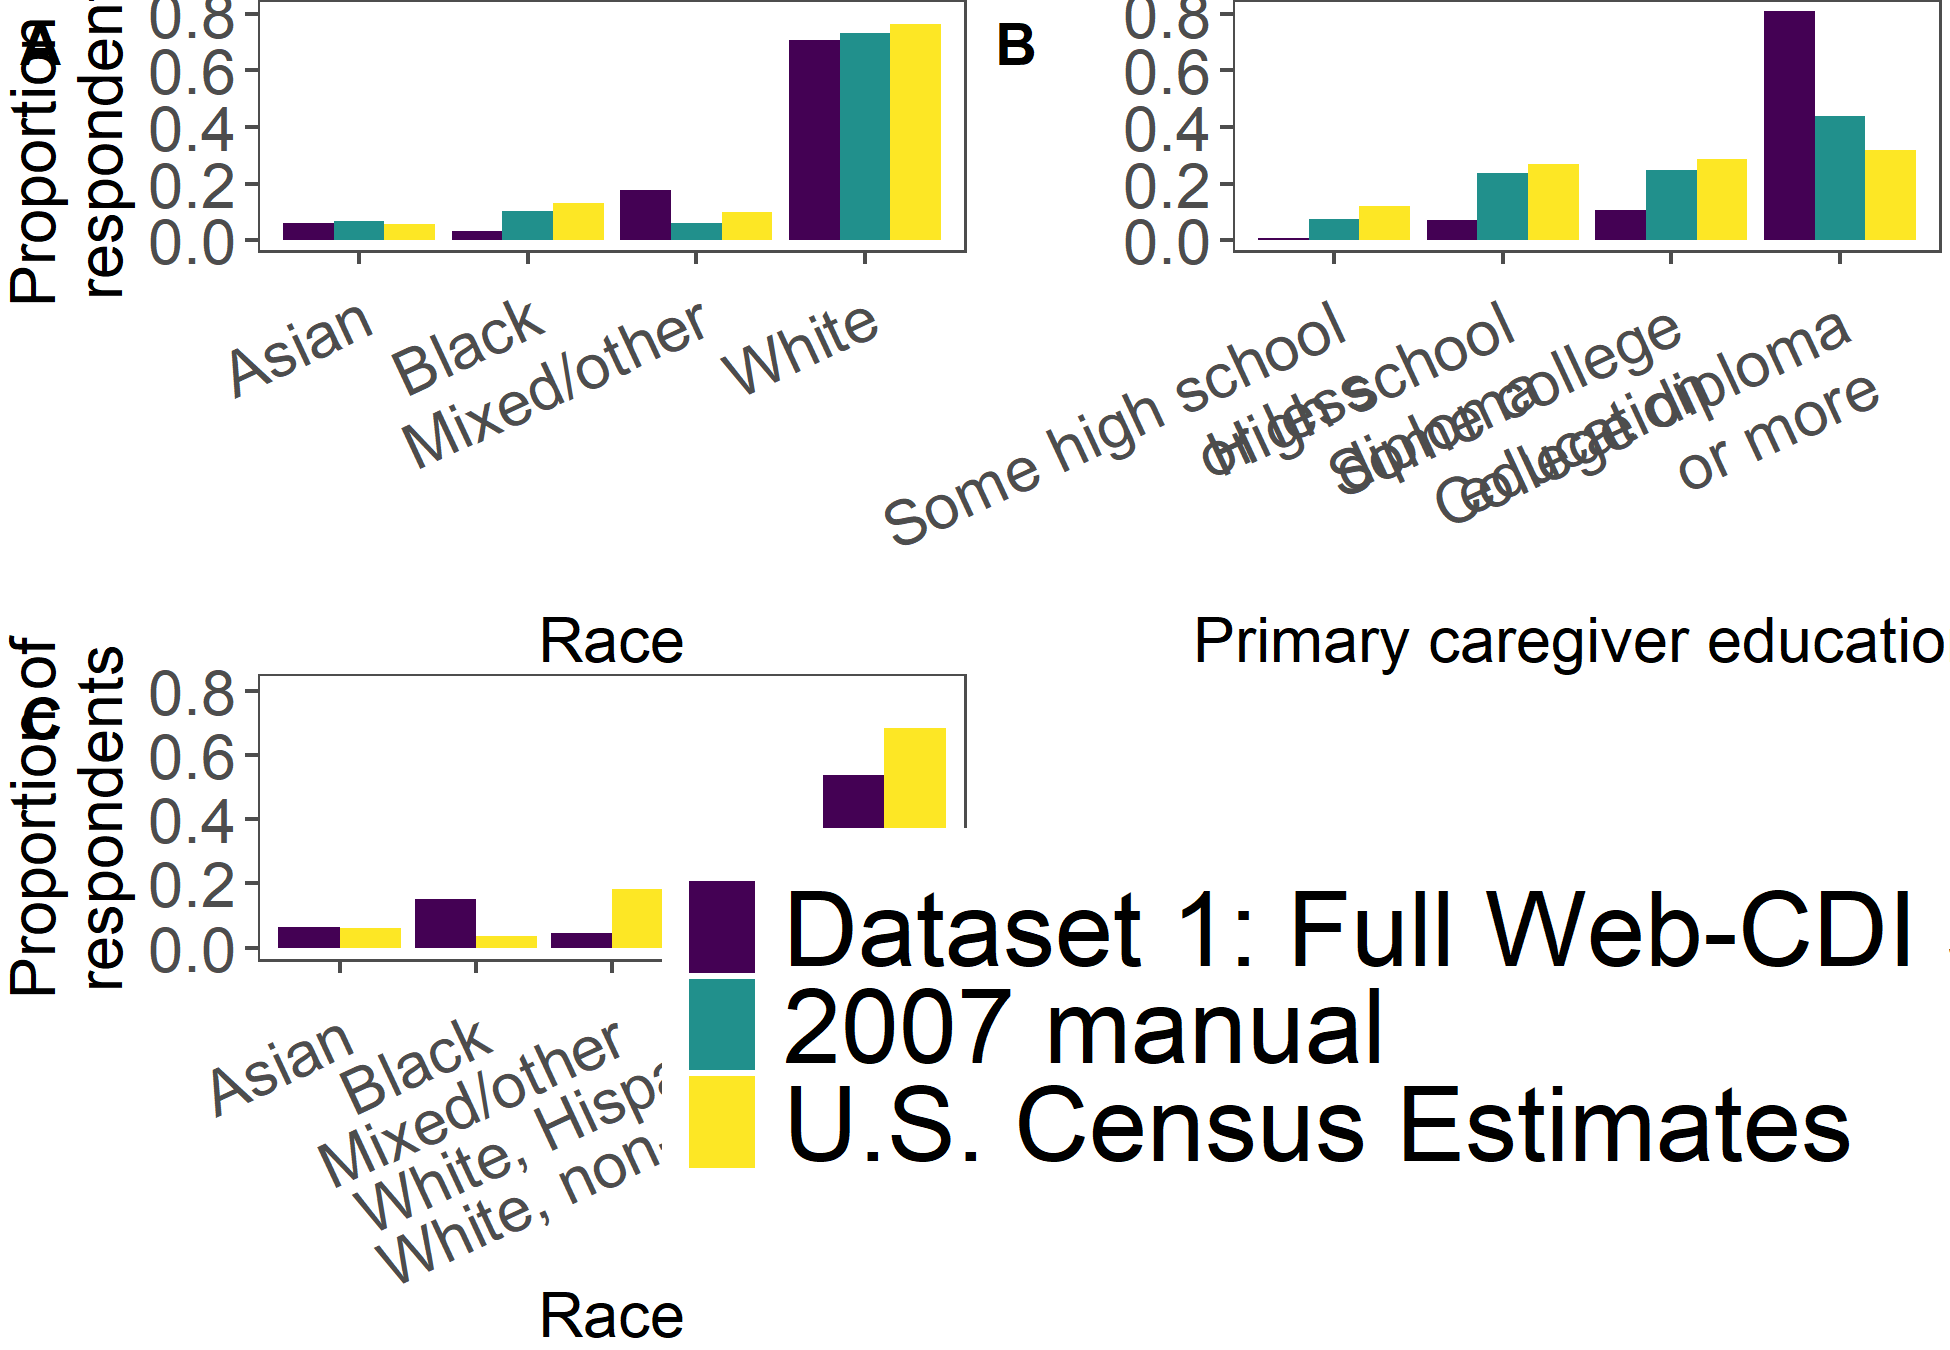 A
Proportion
respondent
0.8
0.6
0.4
0.2
0.0
Asian
Black
Mixed/other
White
Race
B
0.8
0.6
0.4
0.2
0.0
Some high school
or less
High school
diploma
Some college
education
College diploma
or more
Primary caregiver educatio
C
Proportion of
respondents
0.8
0.6
0.4
0.2
0.0
Asian
Black
Mixed/other
White, Hispa
White, non-
Race
Dataset 1: Full Web-CDI
2007 manual
U.S. Census Estimates